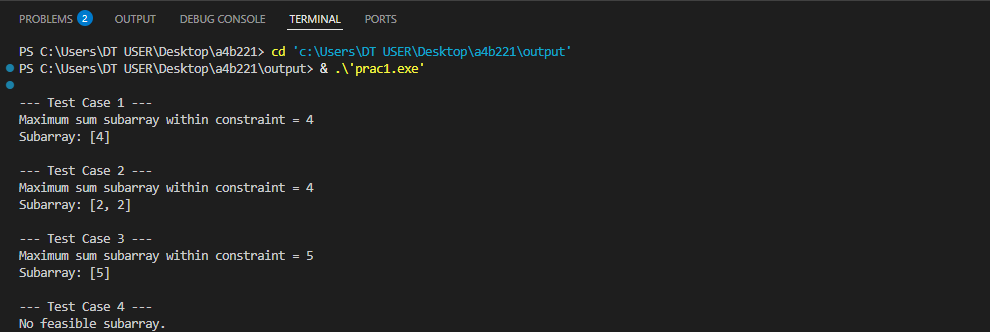 PROBLEMS 2 OUTPUT DEBUG CONSOLE TERMINAL PORTS
PS C:\Users\DT USER\Desktop\a4b221> cd 'c:\Users\DT USER\Desktop\a4b221\output'
PS C:\Users\DT USER\Desktop\a4b221\output> & .\'prac1.exe'
--- Test Case 1 ---
Maximum sum subarray within constraint = 4
Subarray: [4]
--- Test Case 2 ---
Maximum sum subarray within constraint = 4
Subarray: [2, 2]
--- Test Case 3 ---
Maximum sum subarray within constraint = 5
Subarray: [5]
--- Test Case 4 ---
No feasible subarray.